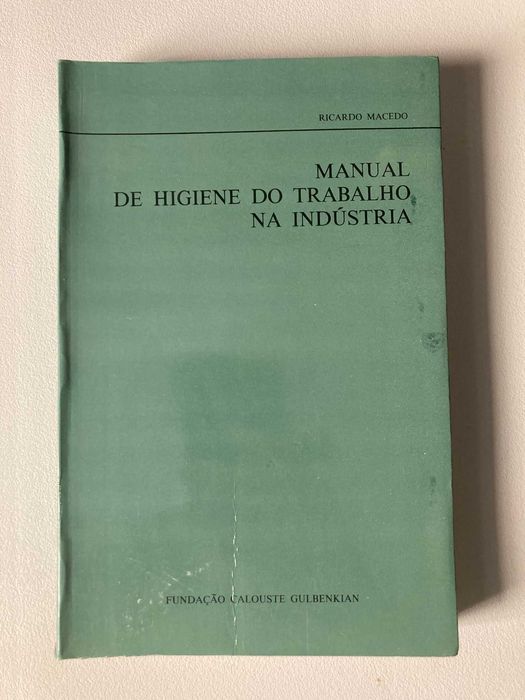 RICARDO MACEDO
MANUAL
DE HIGIENE DO TRABALHO
NA INDÚSTRIA
FUNDAÇÃO CALOUSTE GULBENKIAN